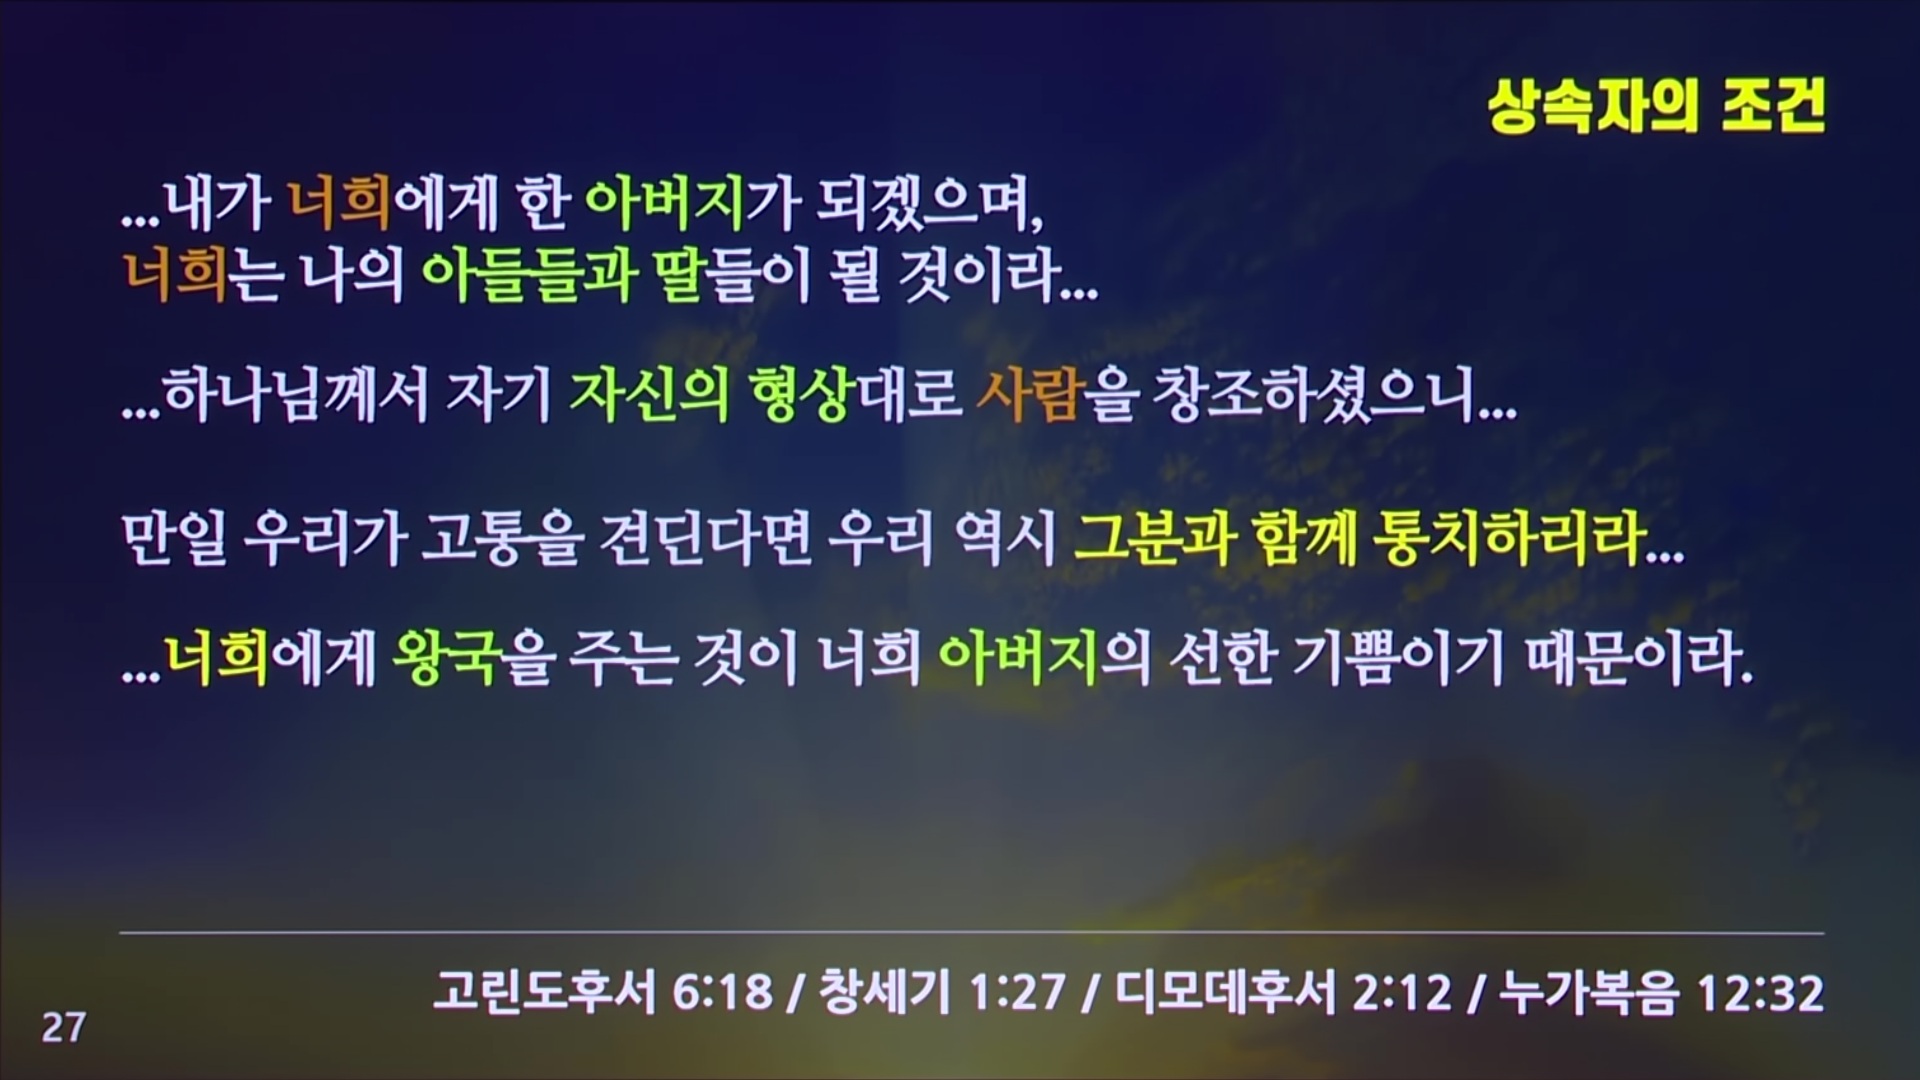 상속자의 조건
...내가 너희에게 한 아버지가 되겠으며,
너희는 나의 아들들과 딸들이 될 것이라...
...하나님께서 자기 자신의 형상대로 사람을 창조하셨으니...
만일 우리가 고통을 견딘다면 우리 역시 그분과 함께 통치하리라...
...너희에게 왕국을 주는 것이 너희 아버지의 선한 기쁨이기 때문이라.
고린도후서 6:18 / 창세기 1:27 / 디모데후서 2:12 / 누가복음 12:32
27